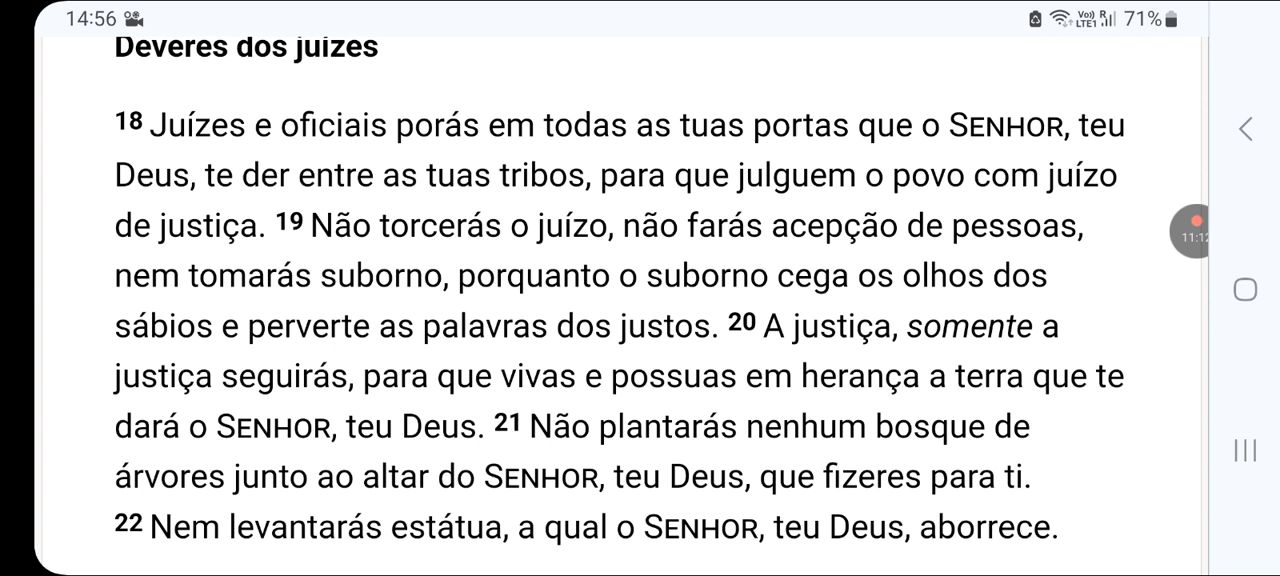 14:56 Vo)) R LTE1 71%
Deveres dos juízes
18 Juízes e oficiais porás em todas as tuas portas que o SENHOR, teu
Deus, te der entre as tuas tribos, para que julguem o povo com juízo
de justiça. 19 Não torcerás o juízo, não farás acepção de pessoas,
11:12
nem tomarás suborno, porquanto o suborno cega os olhos dos
sábios e perverte as palavras dos justos. 20 A justiça, somente a
justiça seguirás, para que vivas e possuas em herança a terra que te
dará o SENHOR, teu Deus. 21 Não plantarás nenhum bosque de
árvores junto ao altar do SENHOR, teu Deus, que fizeres para ti.
22 Nem levantarás estátua, a qual o SENHOR, teu Deus, aborrece.